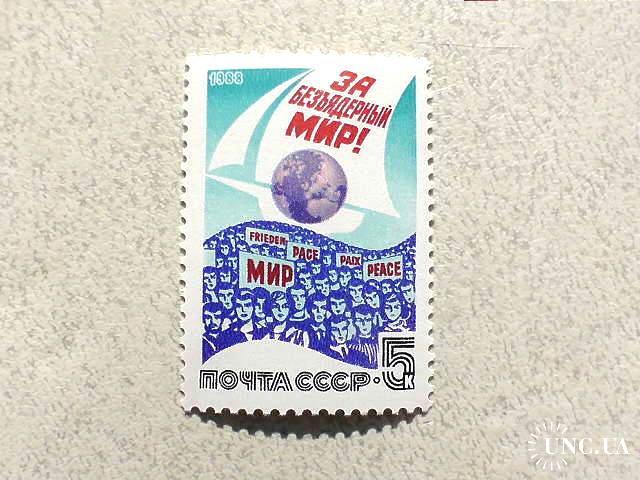 1988
ЗА
БЕЗЪЯДЕРНЫЙ
МИР!
FRIEDEN
PACE
PAIX
МИР
PEACE
ПОЧТА СССР · 5 К
UNC.UA